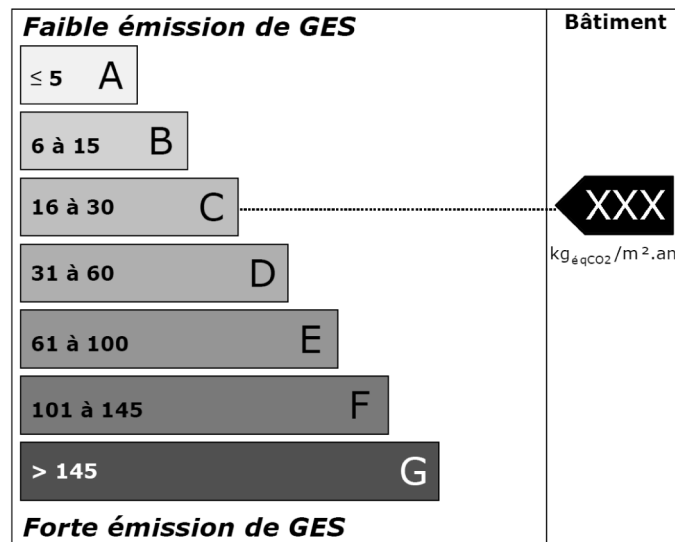 Faible émission de GES
Bâtiment
≤ 5 A
6 à 15 B
16 à 30 C
XXX
kgéqCO2/m².an
31 à 60 D
61 à 100 E
101 à 145 F
> 145 G
Forte émission de GES